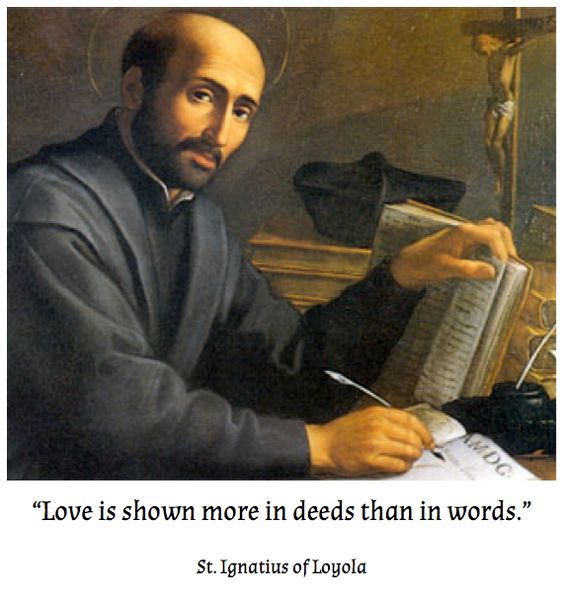 AMDG
“Love is shown more in deeds than in words.”
St. Ignatius of Loyola